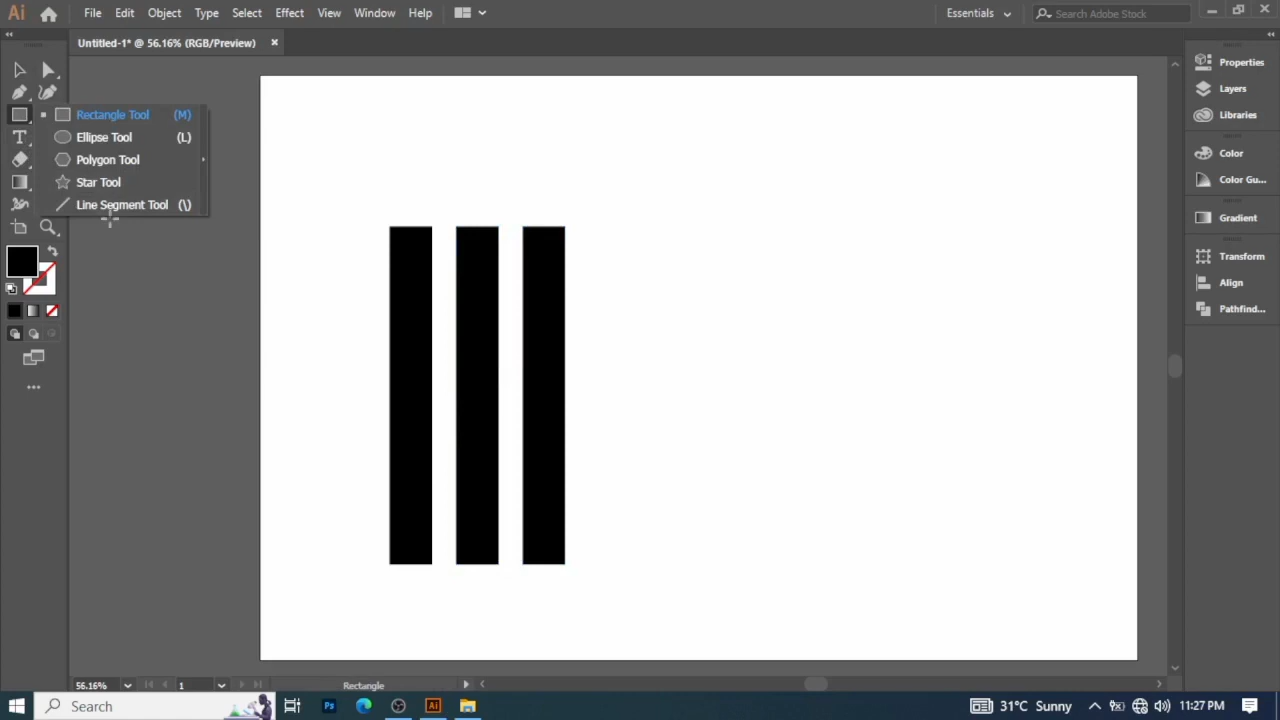 Ai File Edit Object Type Select Effect View Window Help Essentials Search Adobe Stock
Untitled-1* @ 56.16% (RGB/Preview) ×
Rectangle Tool (M)
Ellipse Tool (L)
Polygon Tool
Star Tool
Line Segment Tool (\)
T
Properties
Layers
Libraries
Color
Color Gu...
Gradient
Transform
Align
Pathfind...
56.16% 1 Rectangle
Search Ps Ai 31°C Sunny 11:27 PM